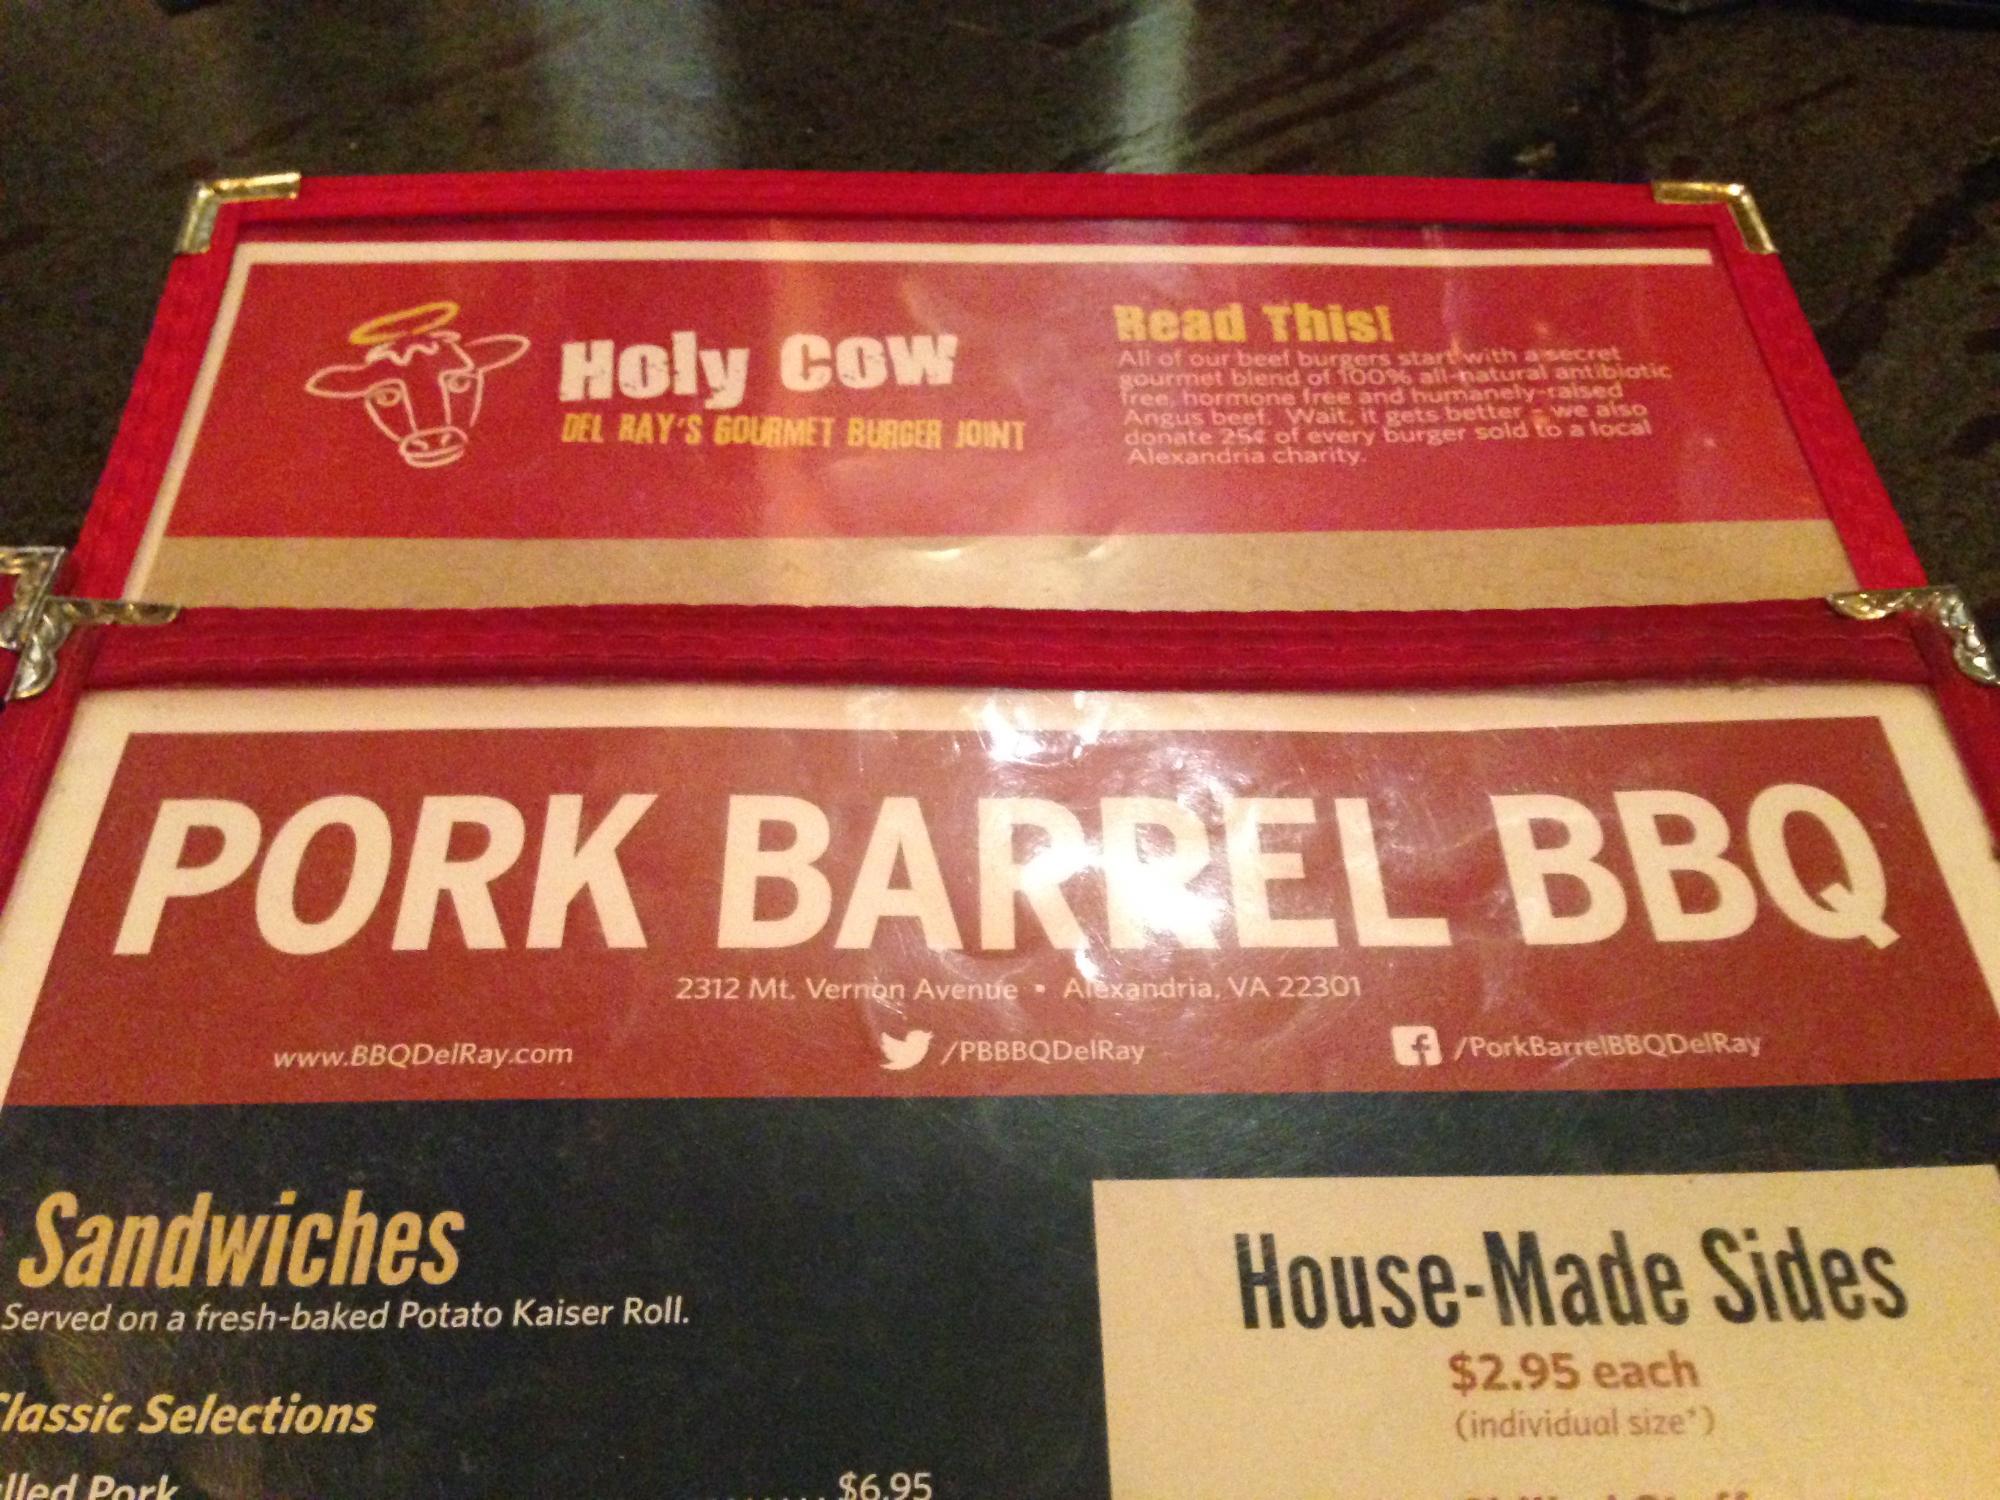 Holy Cow
DEL RAY'S GOURMET BURGER JOINT
Read This!
All of our beef burgers start with a secret
gourmet blend of 100% all-natural antibiotic
free, hormone free and humanely-raised
Angus beef. Wait, it gets better - we also
donate 25¢ of every burger sold to a local
Alexandria charity.
PORK BARREL BBQ
2312 Mt. Vernon Avenue • Alexandria, VA 22301
www.BBQDelRay.com
/PBBBQDelRay
/PorkBarrelBBQDelRay
Sandwiches
Served on a fresh-baked Potato Kaiser Roll.
Classic Selections
lled Pork ....... $6.95
House-Made Sides
$2.95 each
(individual size*)